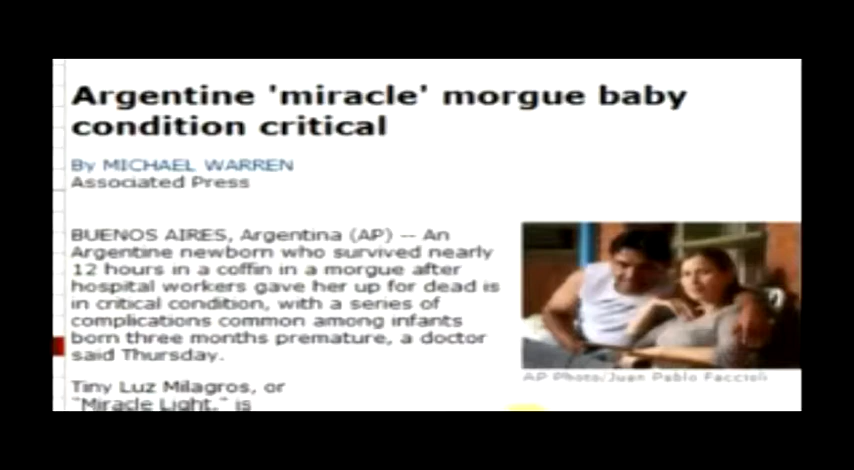 Argentine 'miracle' morgue baby
condition critical
By MICHAEL WARREN
Associated Press
BUENOS AIRES, Argentina (AP) -- An
Argentine newborn who survived nearly
12 hours in a coffin in a morgue after
hospital workers gave her up for dead is
in critical condition, with a series of
complications common among infants
born three months premature, a doctor
said Thursday.
AP Photo/Juan Pablo Faccioli
Tiny Luz Milagros, or
"Miracle Light," is